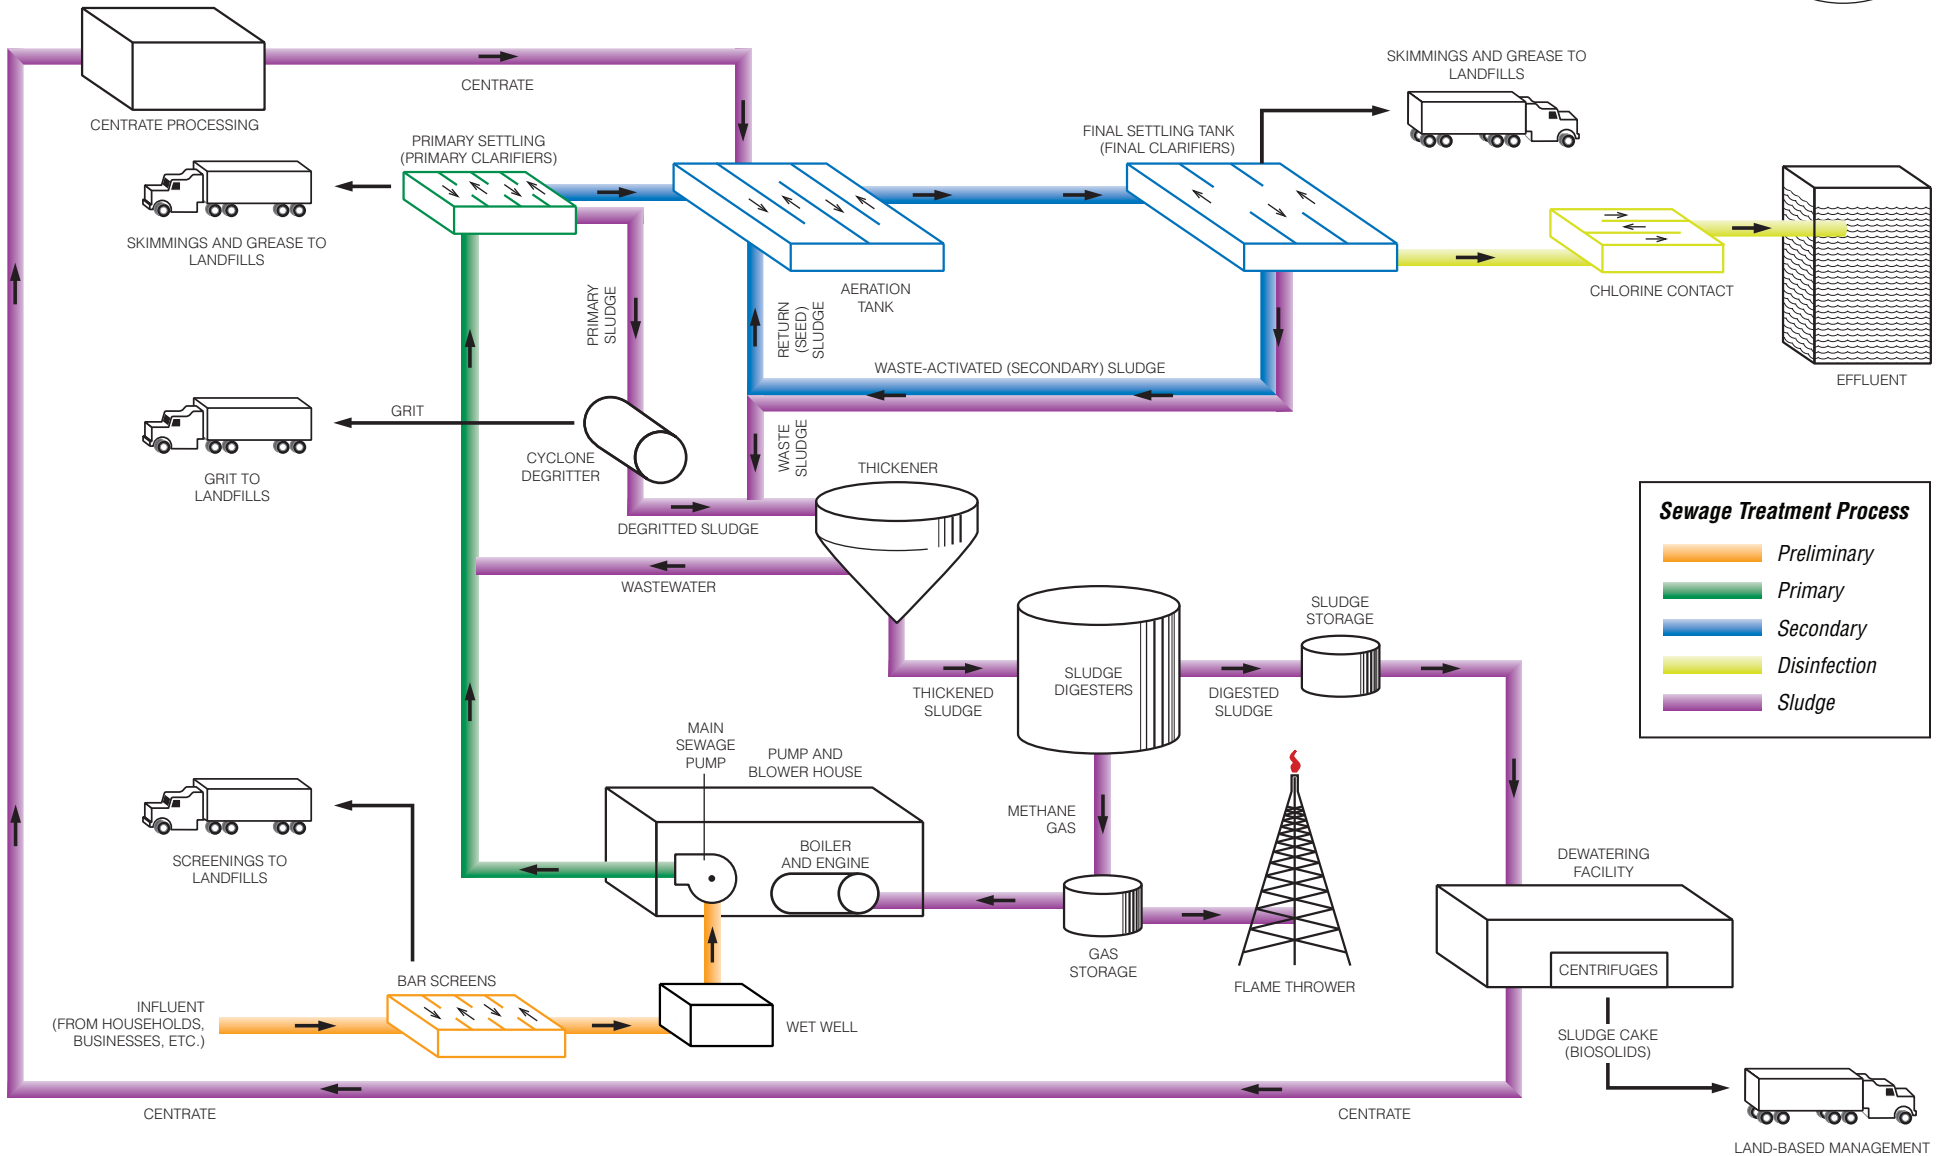 CENTRATE PROCESSING
CENTRATE
SKIMMINGS AND GREASE TO
LANDFILLS
PRIMARY SETTLING
(PRIMARY CLARIFIERS)
FINAL SETTLING TANK
(FINAL CLARIFIERS)
SKIMMINGS AND GREASE TO
LANDFILLS
AERATION
TANK
CHLORINE CONTACT
EFFLUENT
PRIMARY
SLUDGE
RETURN
(SEED)
SLUDGE
WASTE-ACTIVATED (SECONDARY) SLUDGE
GRIT
GRIT TO
LANDFILLS
CYCLONE
DEGRITTER
WASTE
SLUDGE
THICKENER
DEGRITTED SLUDGE
WASTEWATER
Sewage Treatment Process
Preliminary
Primary
Secondary
Disinfection
Sludge
THICKENED
SLUDGE
SLUDGE
DIGESTERS
DIGESTED
SLUDGE
SLUDGE
STORAGE
MAIN
SEWAGE
PUMP
PUMP AND
BLOWER HOUSE
BOILER
AND ENGINE
METHANE
GAS
GAS
STORAGE
FLAME THROWER
DEWATERING
FACILITY
CENTRIFUGES
SLUDGE CAKE
(BIOSOLIDS)
LAND-BASED MANAGEMENT
SCREENINGS TO
LANDFILLS
BAR SCREENS
INFLUENT
(FROM HOUSEHOLDS,
BUSINESSES, ETC.)
WET WELL
CENTRATE
CENTRATE